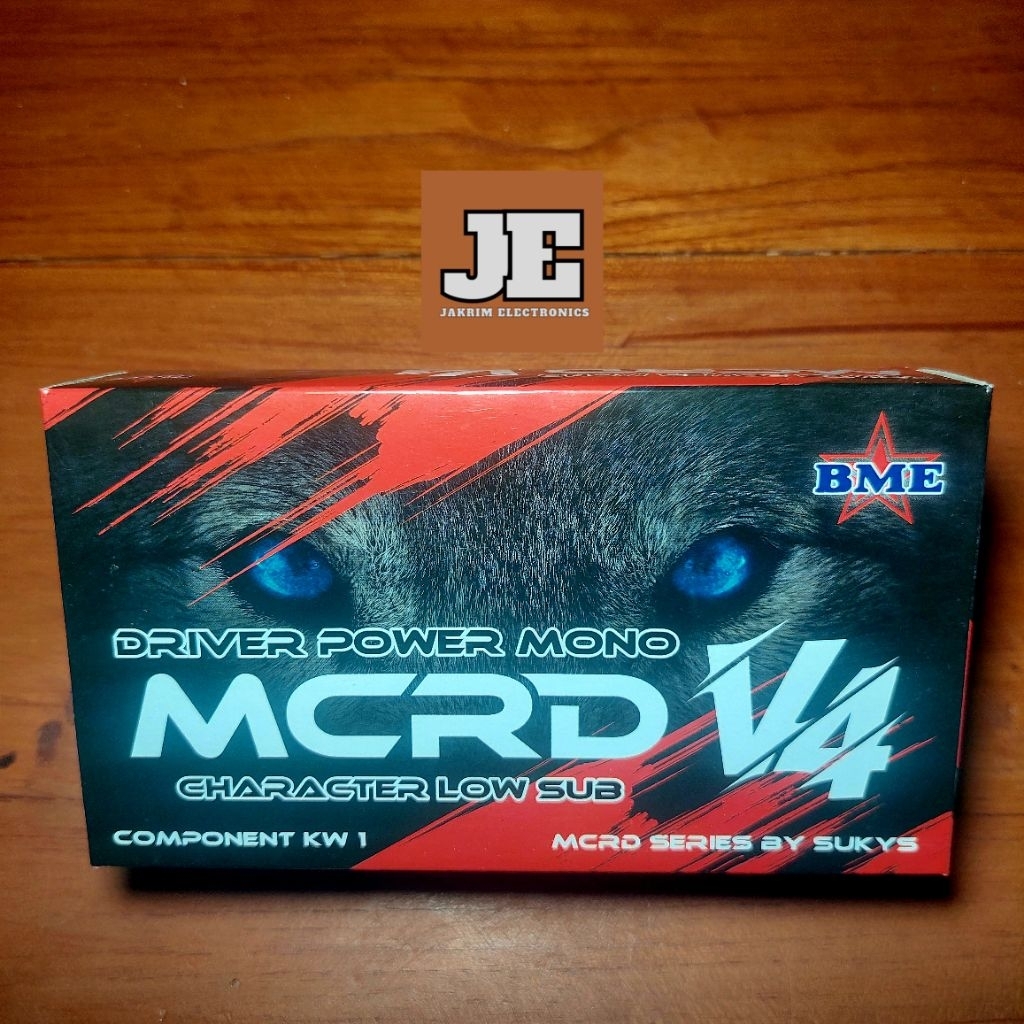 JE
JAKRIM ELECTRONICS
BME
DRIVER POWER MONO
MCRD V4
CHARACTER LOW SUB
COMPONENT KW 1
MCRD SERIES BY SUKYS